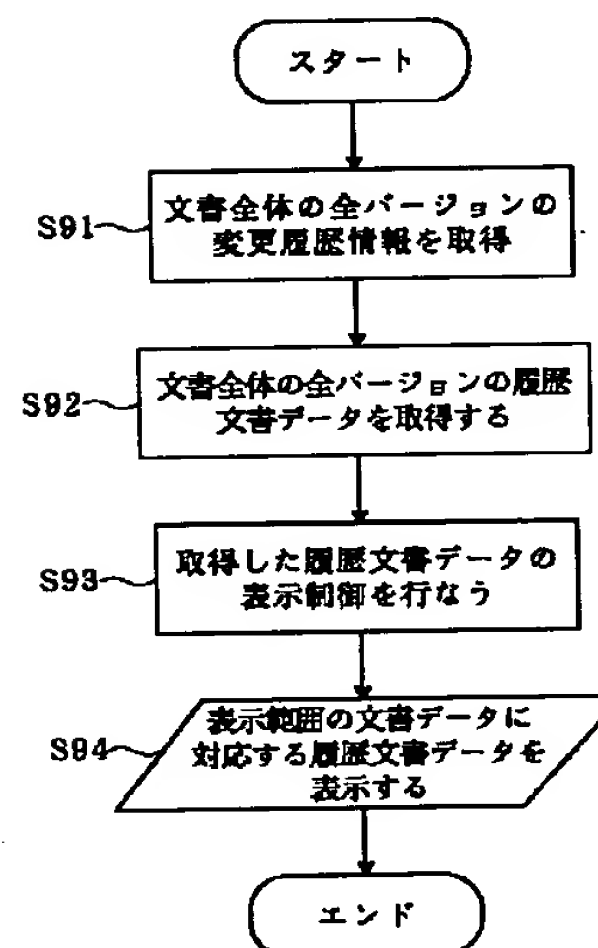 スタート
S91
文書全体の全バージョンの
変更履歴情報を取得
S92
文書全体の全バージョンの履歴
文書データを取得する
S93
取得した履歴文書データの
表示制御を行なう
S94
表示範囲の文書データに
対応する履歴文書データを
表示する
エンド